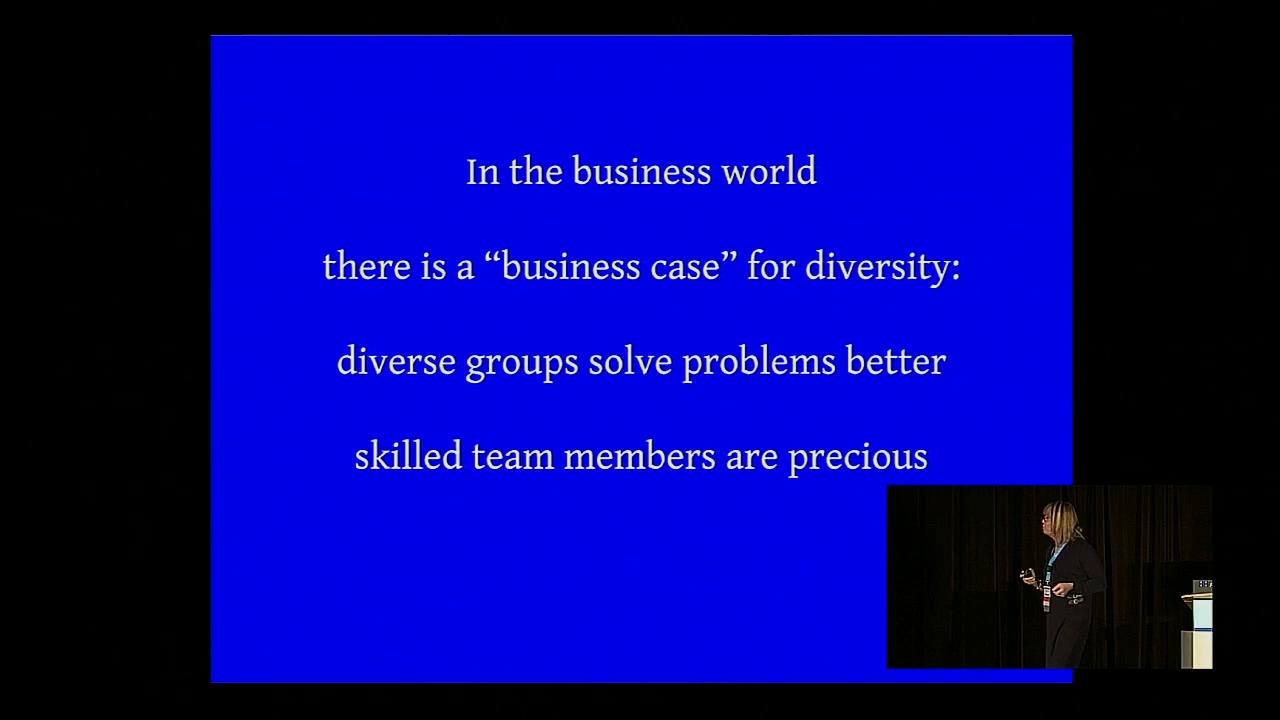 In the business world
there is a “business case” for diversity:
diverse groups solve problems better
skilled team members are precious